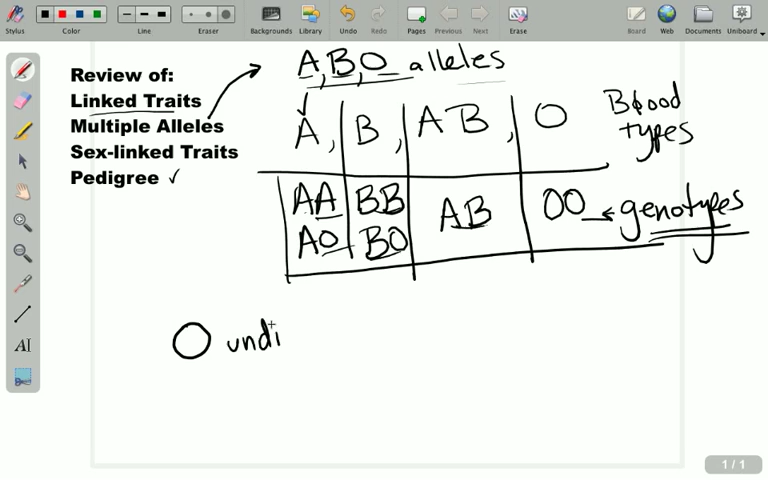 Stylus Color Line Eraser Backgrounds Library Undo Redo Pages Previous Next Erase Board Web Documents Uniboard
A, B, O alleles
Review of:
Linked Traits
Multiple Alleles
Sex-linked Traits
Pedigree ✓
A, B, AB, O Blood types
AA BB AB OO genotypes
AO BO
O undi
AI
1 / 1